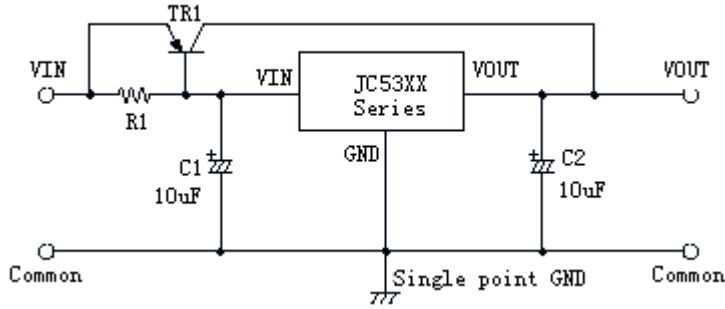 TR1
VIN
R1
VIN
JC53XX
Series
VOUT
VOUT
GND
C1
10uF
C2
10uF
Common
Single point GND
Common